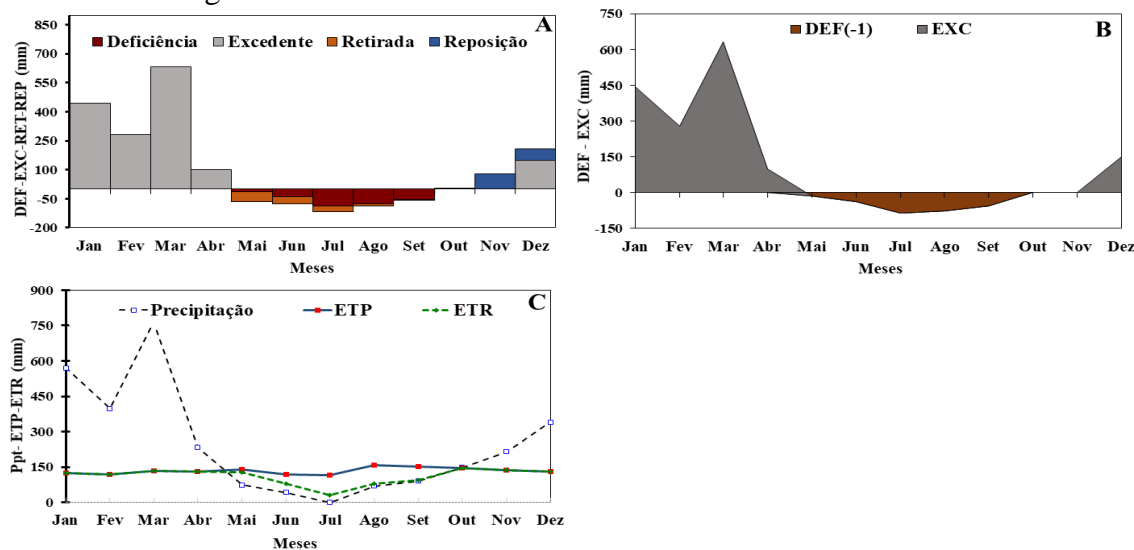 A
Deficiência Excedente Retirada Reposição
DEF-EXC-RET-REP (mm)
850
700
550
400
250
100
-50
-200
Jan Fev Mar Abr Mai Jun Jul Ago Set Out Nov Dez
Meses
B
DEF(-1) EXC
DEF - EXC (mm)
750
600
450
300
150
0
-150
Jan Fev Mar Abr Mai Jun Jul Ago Set Out Nov Dez
Meses
C
Precipitação ETP ETR
Ppt- ETP-ETR (mm)
900
750
600
450
300
150
0
Jan Fev Mar Abr Mai Jun Jul Ago Set Out Nov Dez
Meses